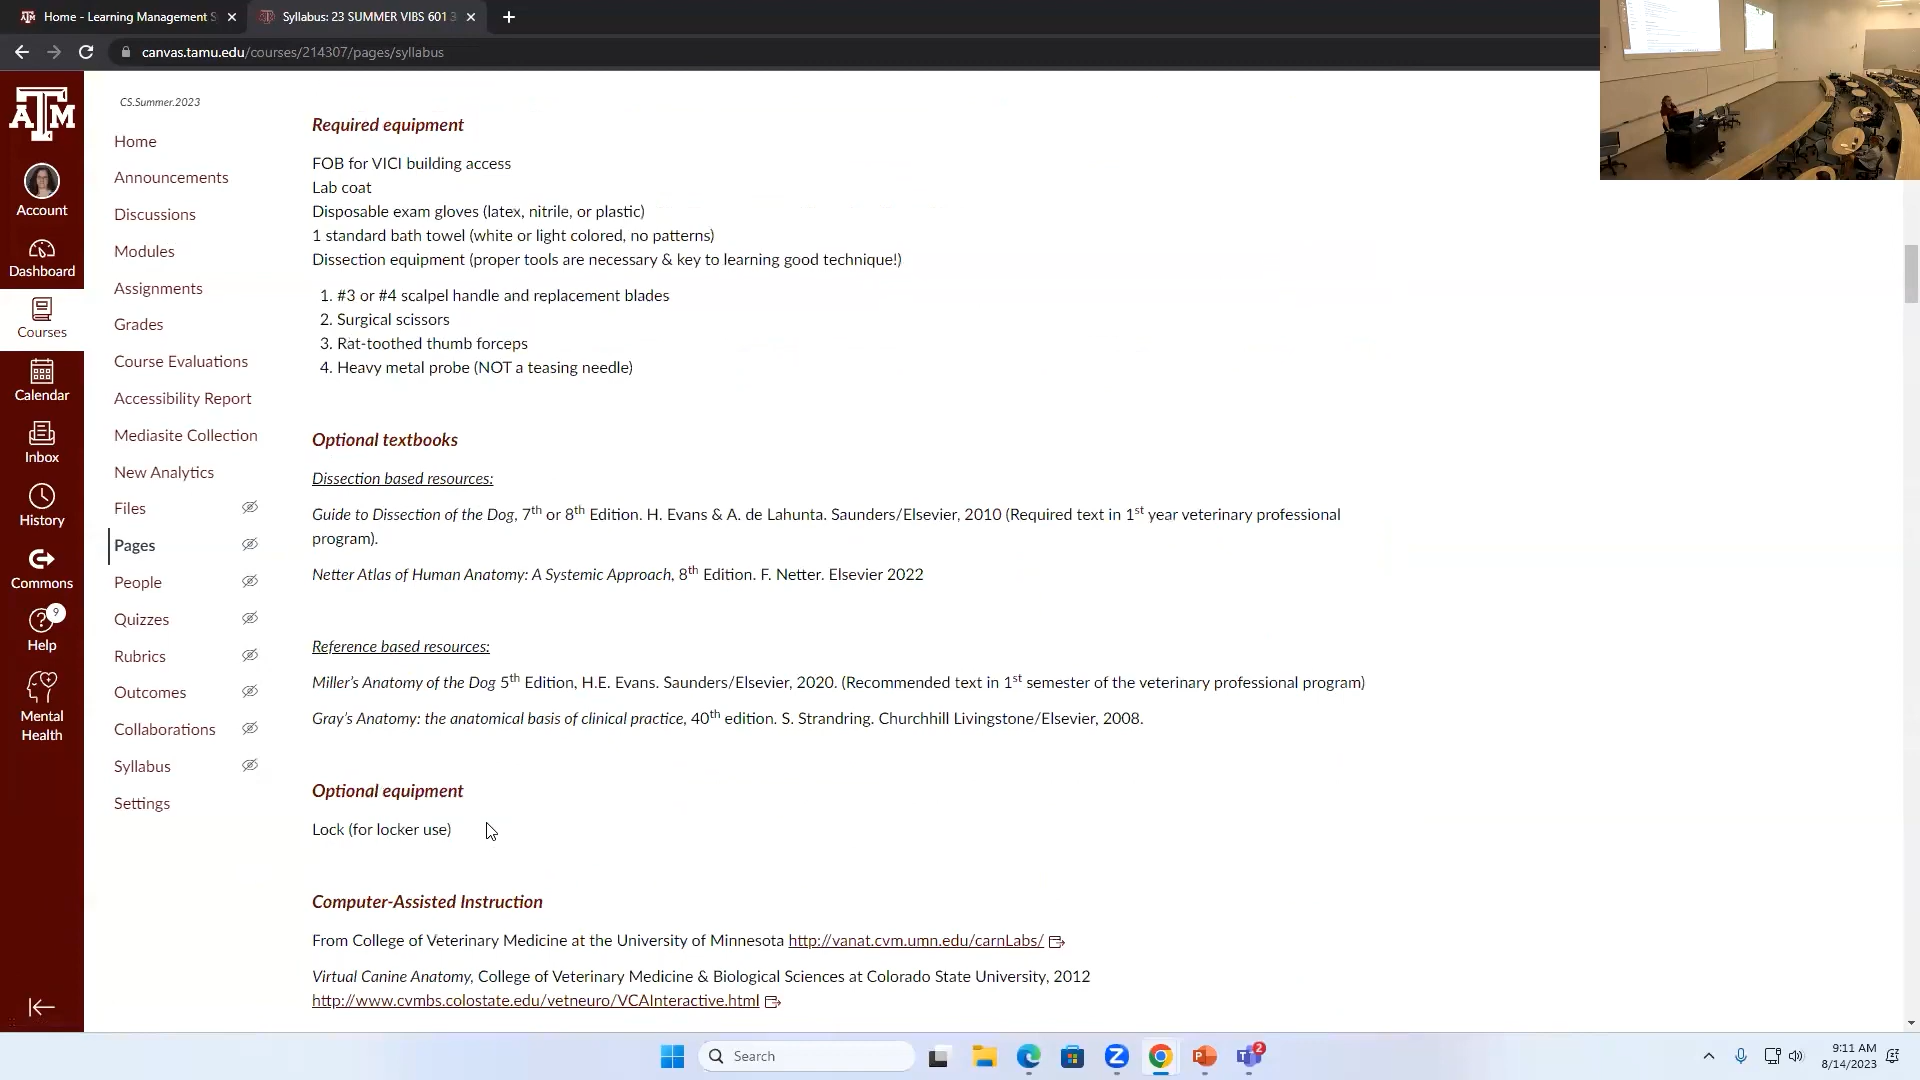 Home - Learning Management S
Syllabus: 23 SUMMER VIBS 601 3
canvas.tamu.edu/courses/214307/pages/syllabus
ATM
Account
Dashboard
Courses
Calendar
Inbox
History
Commons
9
Help
Mental
Health
CS.Summer.2023
Home
Announcements
Discussions
Modules
Assignments
Grades
Course Evaluations
Accessibility Report
Mediasite Collection
New Analytics
Files
Pages
People
Quizzes
Rubrics
Outcomes
Collaborations
Syllabus
Settings
Required equipment
FOB for VICI building access
Lab coat
Disposable exam gloves (latex, nitrile, or plastic)
1 standard bath towel (white or light colored, no patterns)
Dissection equipment (proper tools are necessary & key to learning good technique!)
1. #3 or #4 scalpel handle and replacement blades
2. Surgical scissors
3. Rat-toothed thumb forceps
4. Heavy metal probe (NOT a teasing needle)
Optional textbooks
Dissection based resources:
Guide to Dissection of the Dog, 7th or 8th Edition. H. Evans & A. de Lahunta. Saunders/Elsevier, 2010 (Required text in 1st year veterinary professional
program).
Netter Atlas of Human Anatomy: A Systemic Approach, 8th Edition. F. Netter. Elsevier 2022
Reference based resources:
Miller's Anatomy of the Dog 5th Edition, H.E. Evans. Saunders/Elsevier, 2020. (Recommended text in 1st semester of the veterinary professional program)
Gray's Anatomy: the anatomical basis of clinical practice, 40th edition. S. Strandring. Churchhill Livingstone/Elsevier, 2008.
Optional equipment
Lock (for locker use)
Computer-Assisted Instruction
From College of Veterinary Medicine at the University of Minnesota http://vanat.cvm.umn.edu/carnLabs/
Virtual Canine Anatomy, College of Veterinary Medicine & Biological Sciences at Colorado State University, 2012
http://www.cvmbs.colostate.edu/vetneuro/VCAInteractive.html
Search
2
9:11 AM
8/14/2023